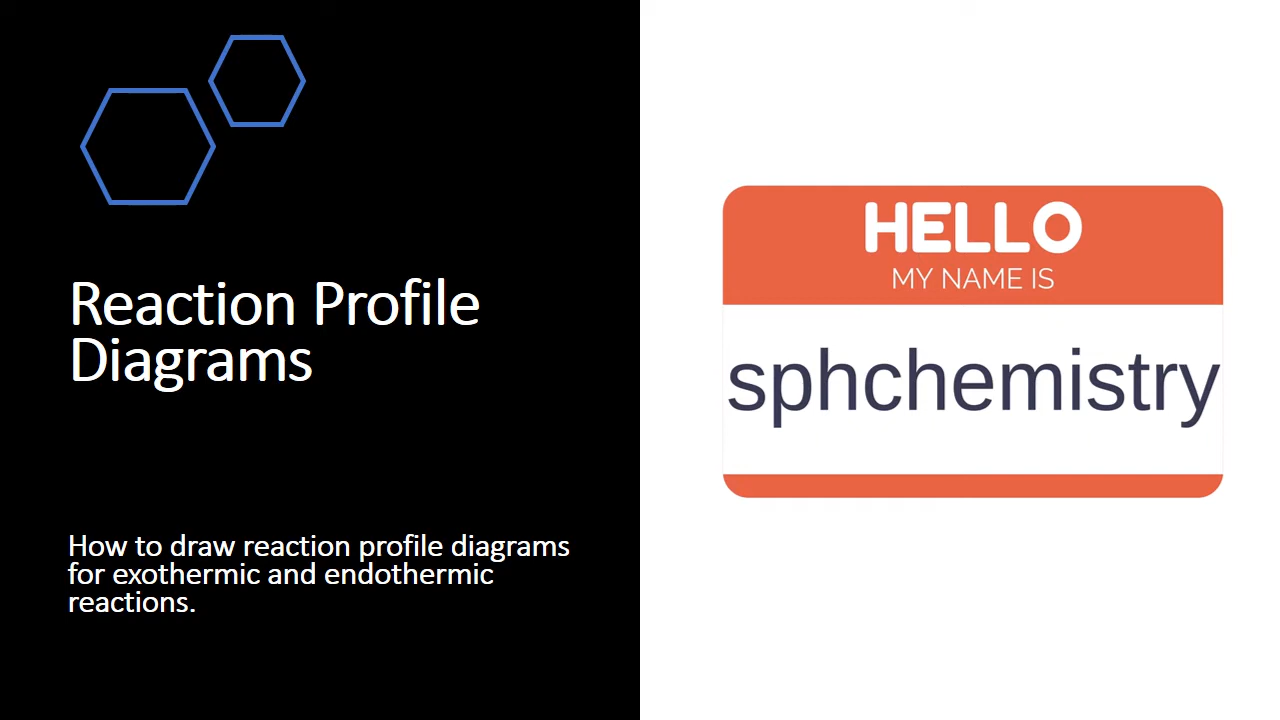 Reaction Profile
Diagrams
How to draw reaction profile diagrams
for exothermic and endothermic
reactions.
HELLO
MY NAME IS
sphchemistry